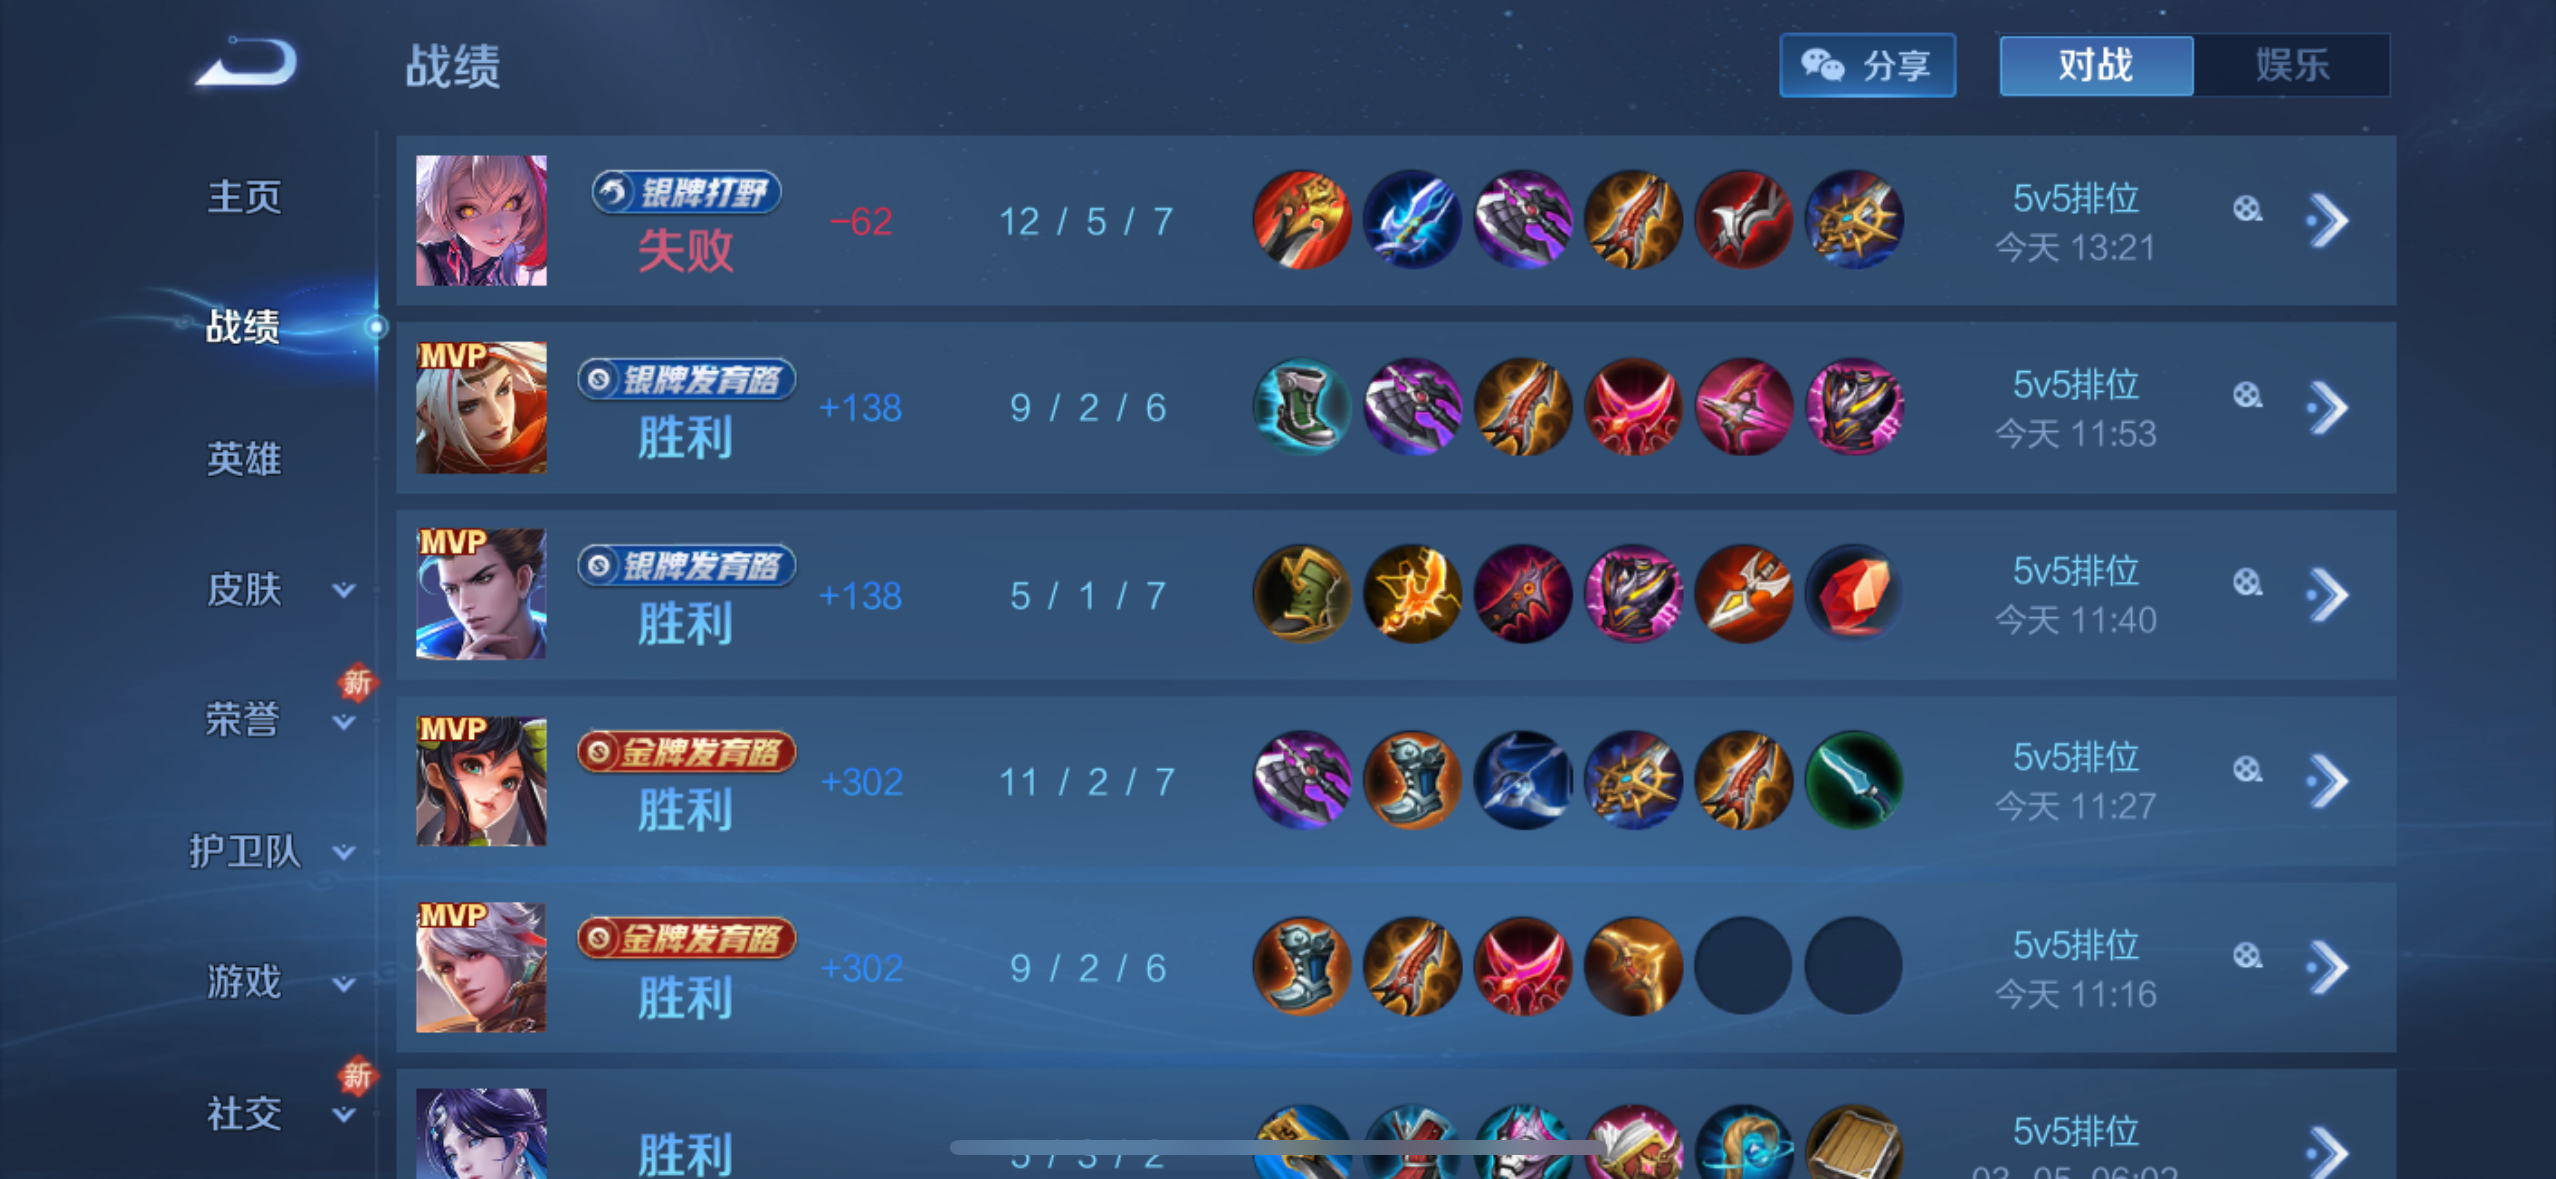 战绩
分享
对战
娱乐
主页
战绩
英雄
皮肤
新
荣誉
护卫队
游戏
新
社交
银牌打野
失败
-62
12 / 5 / 7
5v5排位
今天 13:21
MVP
银牌发育路
胜利
+138
9 / 2 / 6
5v5排位
今天 11:53
MVP
银牌发育路
胜利
+138
5 / 1 / 7
5v5排位
今天 11:40
MVP
金牌发育路
胜利
+302
11 / 2 / 7
5v5排位
今天 11:27
MVP
金牌发育路
胜利
+302
9 / 2 / 6
5v5排位
今天 11:16
胜利
5v5排位